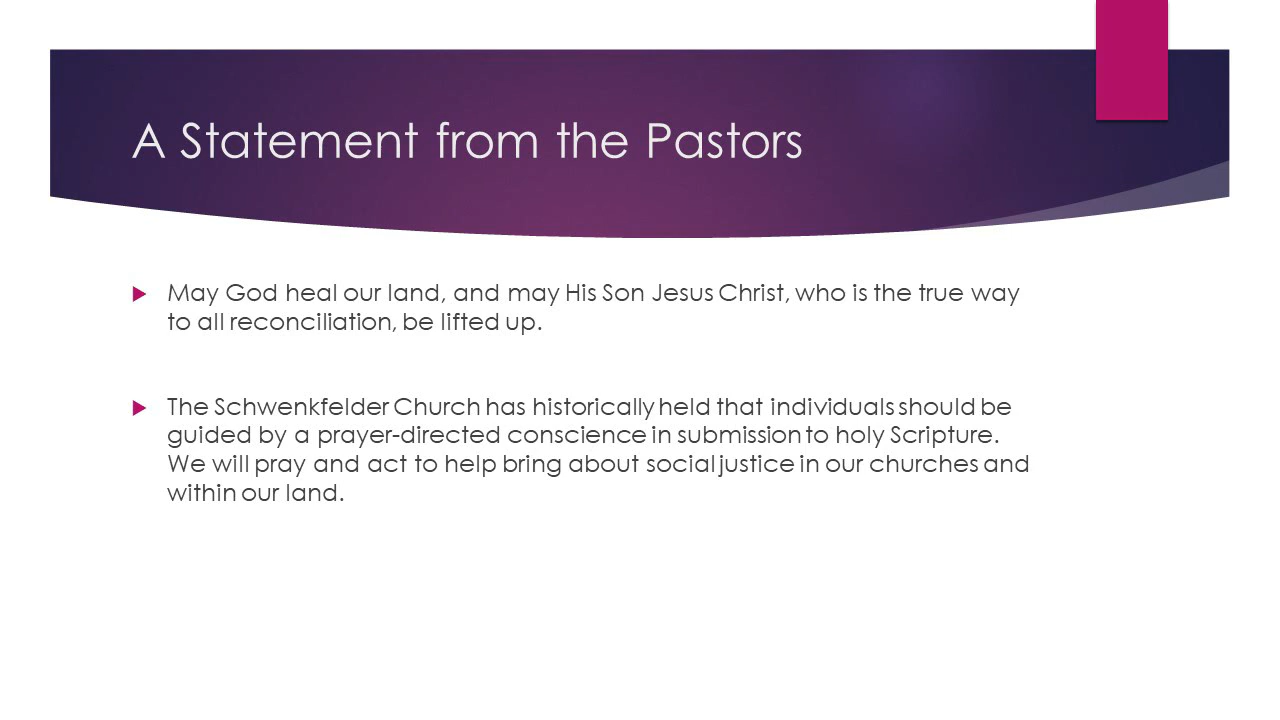 A Statement from the Pastors
May God heal our land, and may His Son Jesus Christ, who is the true way
to all reconciliation, be lifted up.
The Schwenkfelder Church has historically held that individuals should be
guided by a prayer-directed conscience in submission to holy Scripture.
We will pray and act to help bring about social justice in our churches and
within our land.